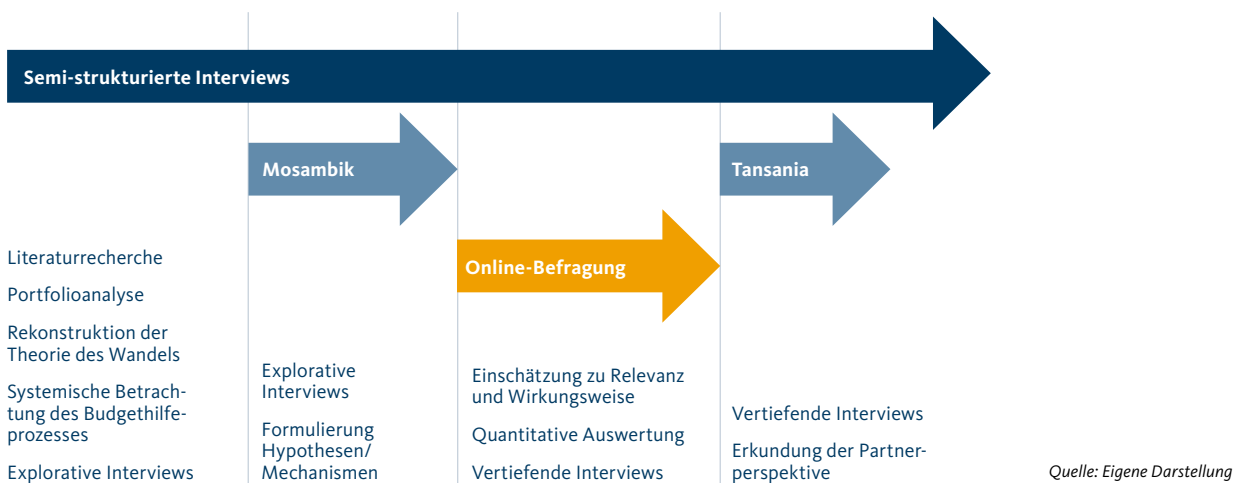 Semi-strukturierte Interviews
Mosambik
Tansania
Online-Befragung
Literaturrecherche
Portfolioanalyse
Rekonstruktion der
Theorie des Wandels
Systemische Betrach-
tung des Budgethilfe-
prozesses
Explorative Interviews
Explorative
Interviews
Formulierung
Hypothesen/
Mechanismen
Einschätzung zu Relevanz
und Wirkungsweise
Quantitative Auswertung
Vertiefende Interviews
Vertiefende Interviews
Erkundung der Partner-
perspektive
Quelle: Eigene Darstellung